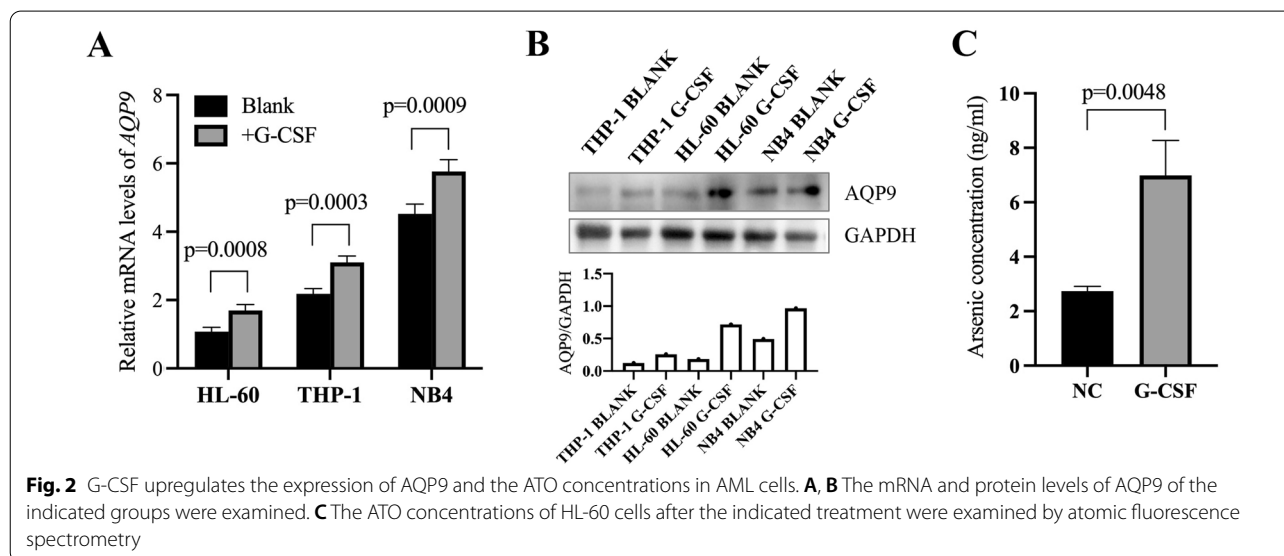 A
Relative mRNA levels of AQP9
8
6
4
2
0
Blank
+G-CSF
p=0.0008
p=0.0003
p=0.0009
HL-60
THP-1
NB4
B
THP-1 BLANK
THP-1 G-CSF
HL-60 BLANK
HL-60 G-CSF
NB4 BLANK
NB4 G-CSF
AQP9
GAPDH
AQP9/GAPDH
1.5
1.0
0.5
0.0
THP-1 BLANK
THP-1 G-CSF
HL-60 BLANK
HL-60 G-CSF
NB4 BLANK
NB4 G-CSF
C
Arsenic concentration (ng/ml)
10
8
6
4
2
0
p=0.0048
NC
G-CSF
Fig. 2 G-CSF upregulates the expression of AQP9 and the ATO concentrations in AML cells. A, B The mRNA and protein levels of AQP9 of the
indicated groups were examined. C The ATO concentrations of HL-60 cells after the indicated treatment were examined by atomic fluorescence
spectrometry